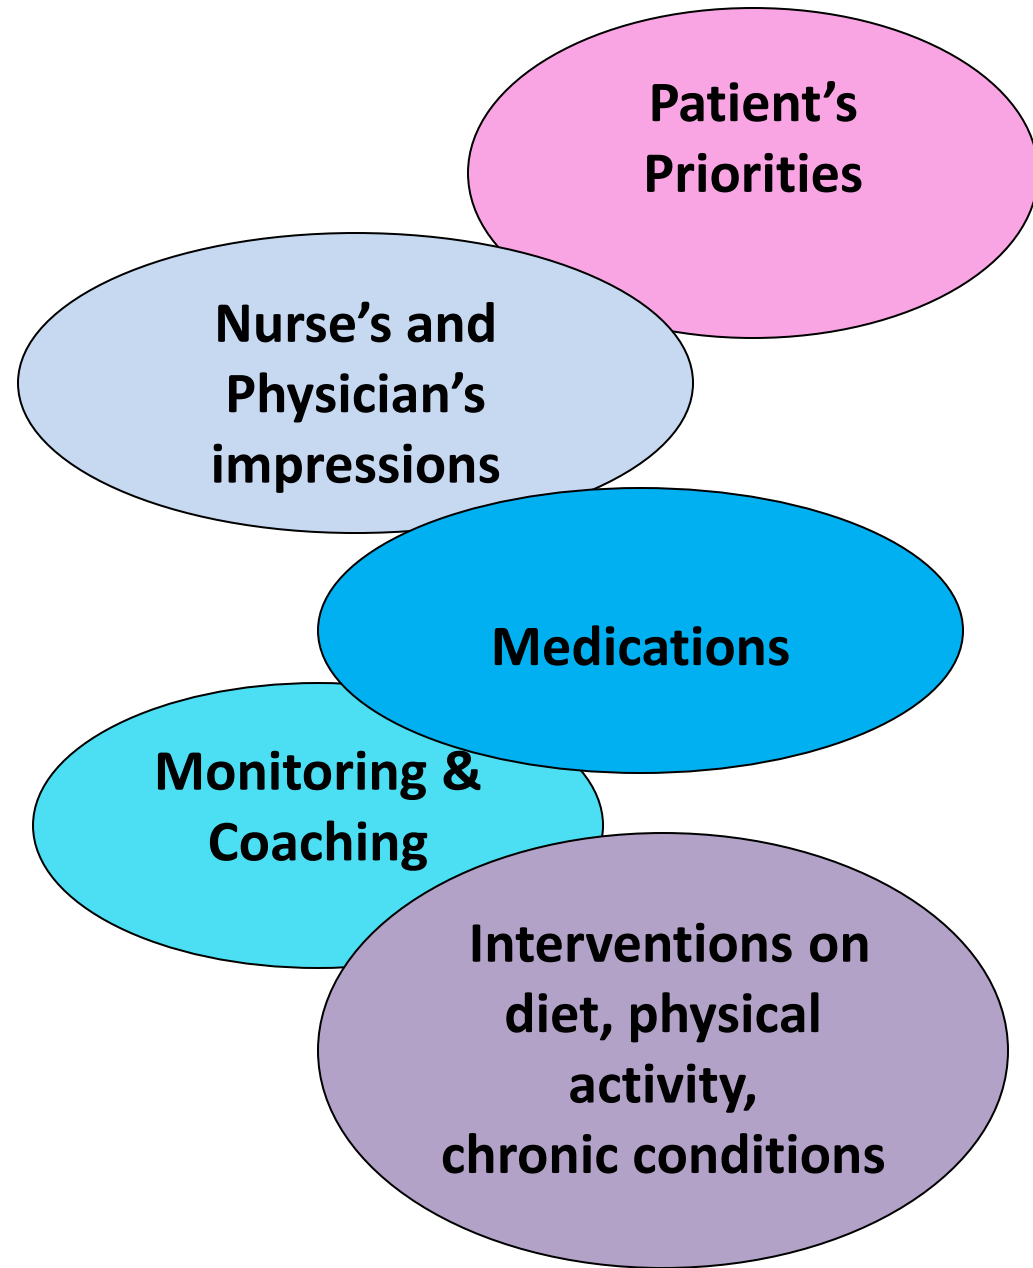 Patient’s
Priorities
Nurse’s and
Physician’s
impressions
Medications
Monitoring &
Coaching
Interventions on
diet, physical
activity,
chronic conditions